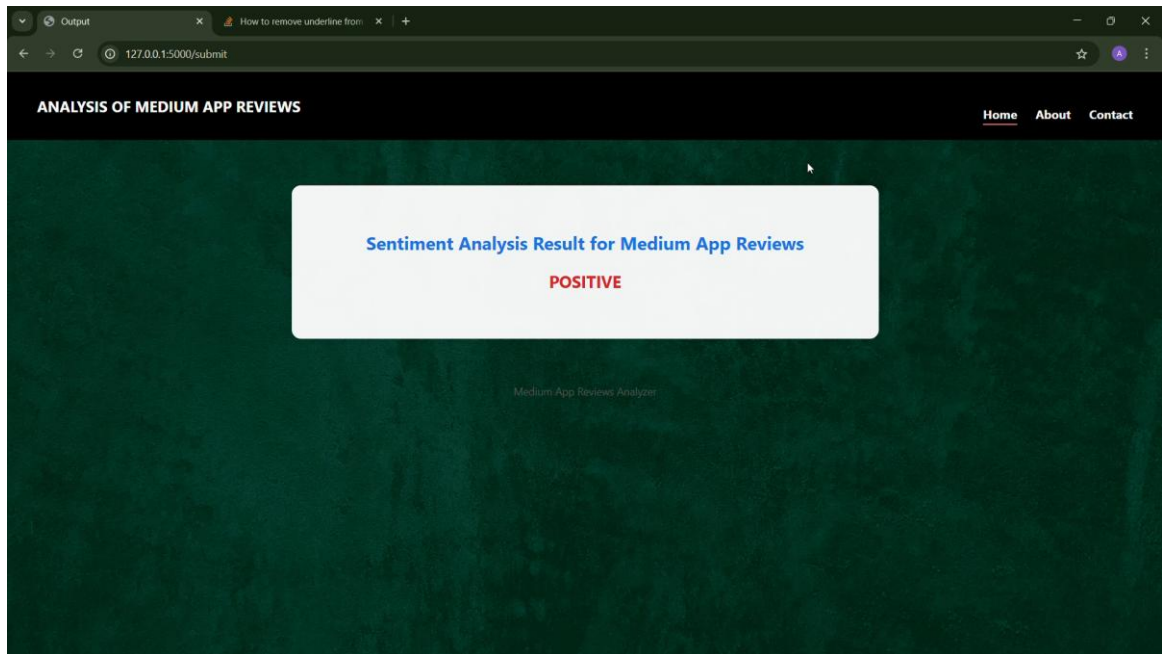 Output
How to remove underline from
127.0.0.1:5000/submit
A
ANALYSIS OF MEDIUM APP REVIEWS
Home About Contact
Sentiment Analysis Result for Medium App Reviews
POSITIVE
Medium App Reviews Analyzer